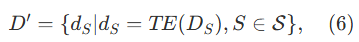 D′ = {d_S|d_S = TE(D_S), S ∈ 𝒮}, (6)